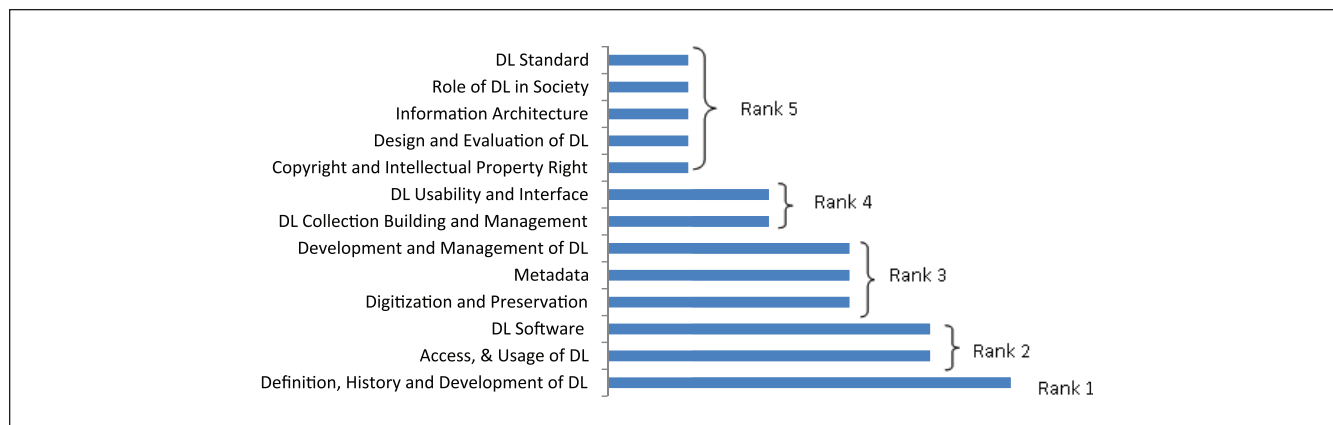 DL Standard
Role of DL in Society
Information Architecture
Design and Evaluation of DL
Copyright and Intellectual Property Right
Rank 5
DL Usability and Interface
DL Collection Building and Management
Rank 4
Development and Management of DL
Metadata
Digitization and Preservation
Rank 3
DL Software
Access, & Usage of DL
Rank 2
Definition, History and Development of DL
Rank 1